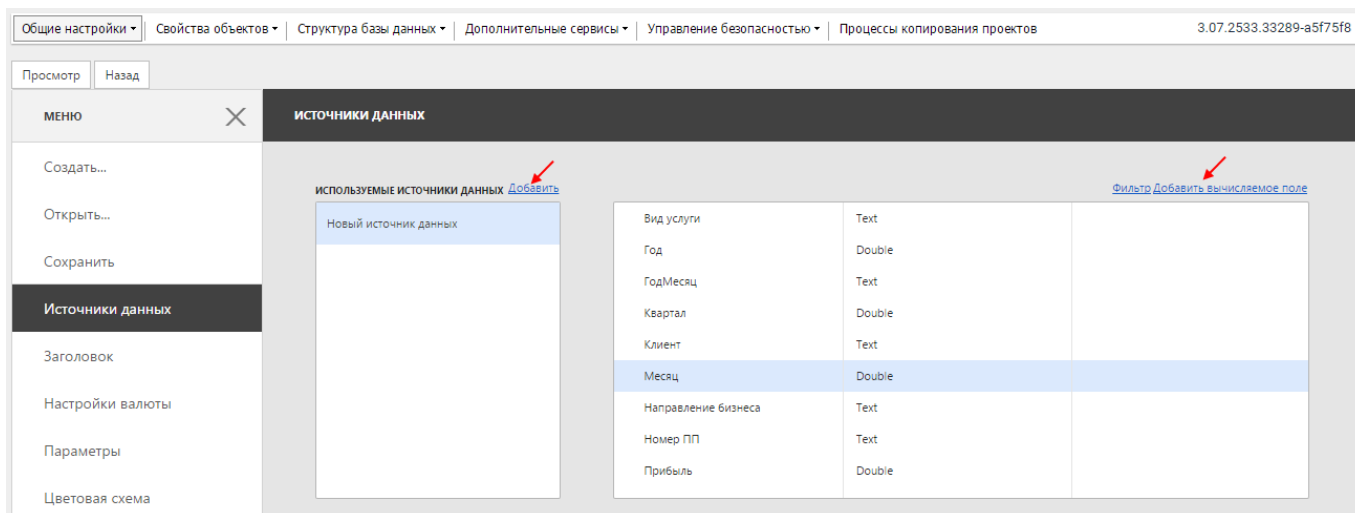 Общие настройки Свойства объектов Структура базы данных Дополнительные сервисы Управление безопасностью Процессы копирования проектов 3.07.2533.33289-a5f75f8
Просмотр Назад
МЕНЮ
ИСТОЧНИКИ ДАННЫХ
Создать...
Открыть...
Сохранить
Источники данных
Заголовок
Настройки валюты
Параметры
Цветовая схема
ИСПОЛЬЗУЕМЫЕ ИСТОЧНИКИ ДАННЫХ Добавить
Новый источник данных
Фильтр Добавить вычисляемое поле
Вид услуги Text
Год Double
ГодМесяц Text
Квартал Double
Клиент Text
Месяц Double
Направление бизнеса Text
Номер ПП Text
Прибыль Double